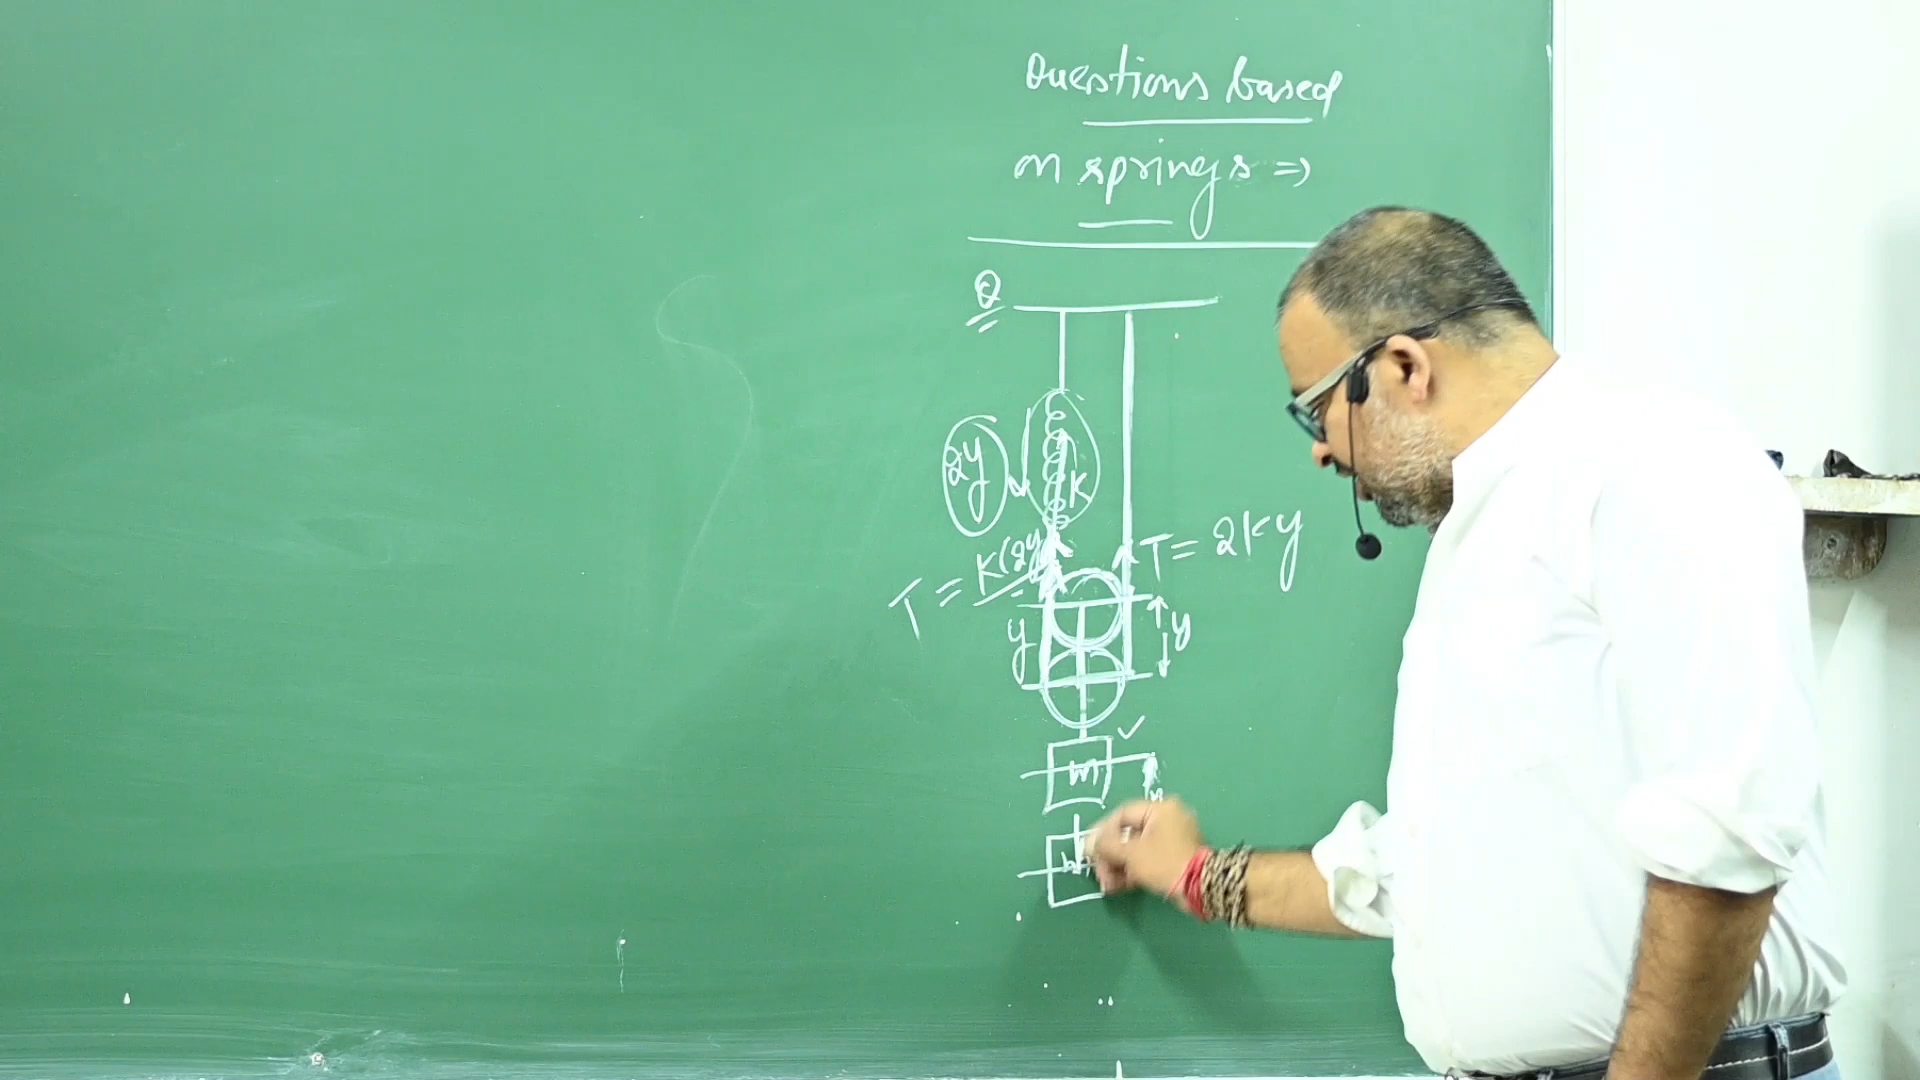 Questions based
on springs ⇒
Q
2y
K
T = K(2y
T = 2Ky
y
y
m